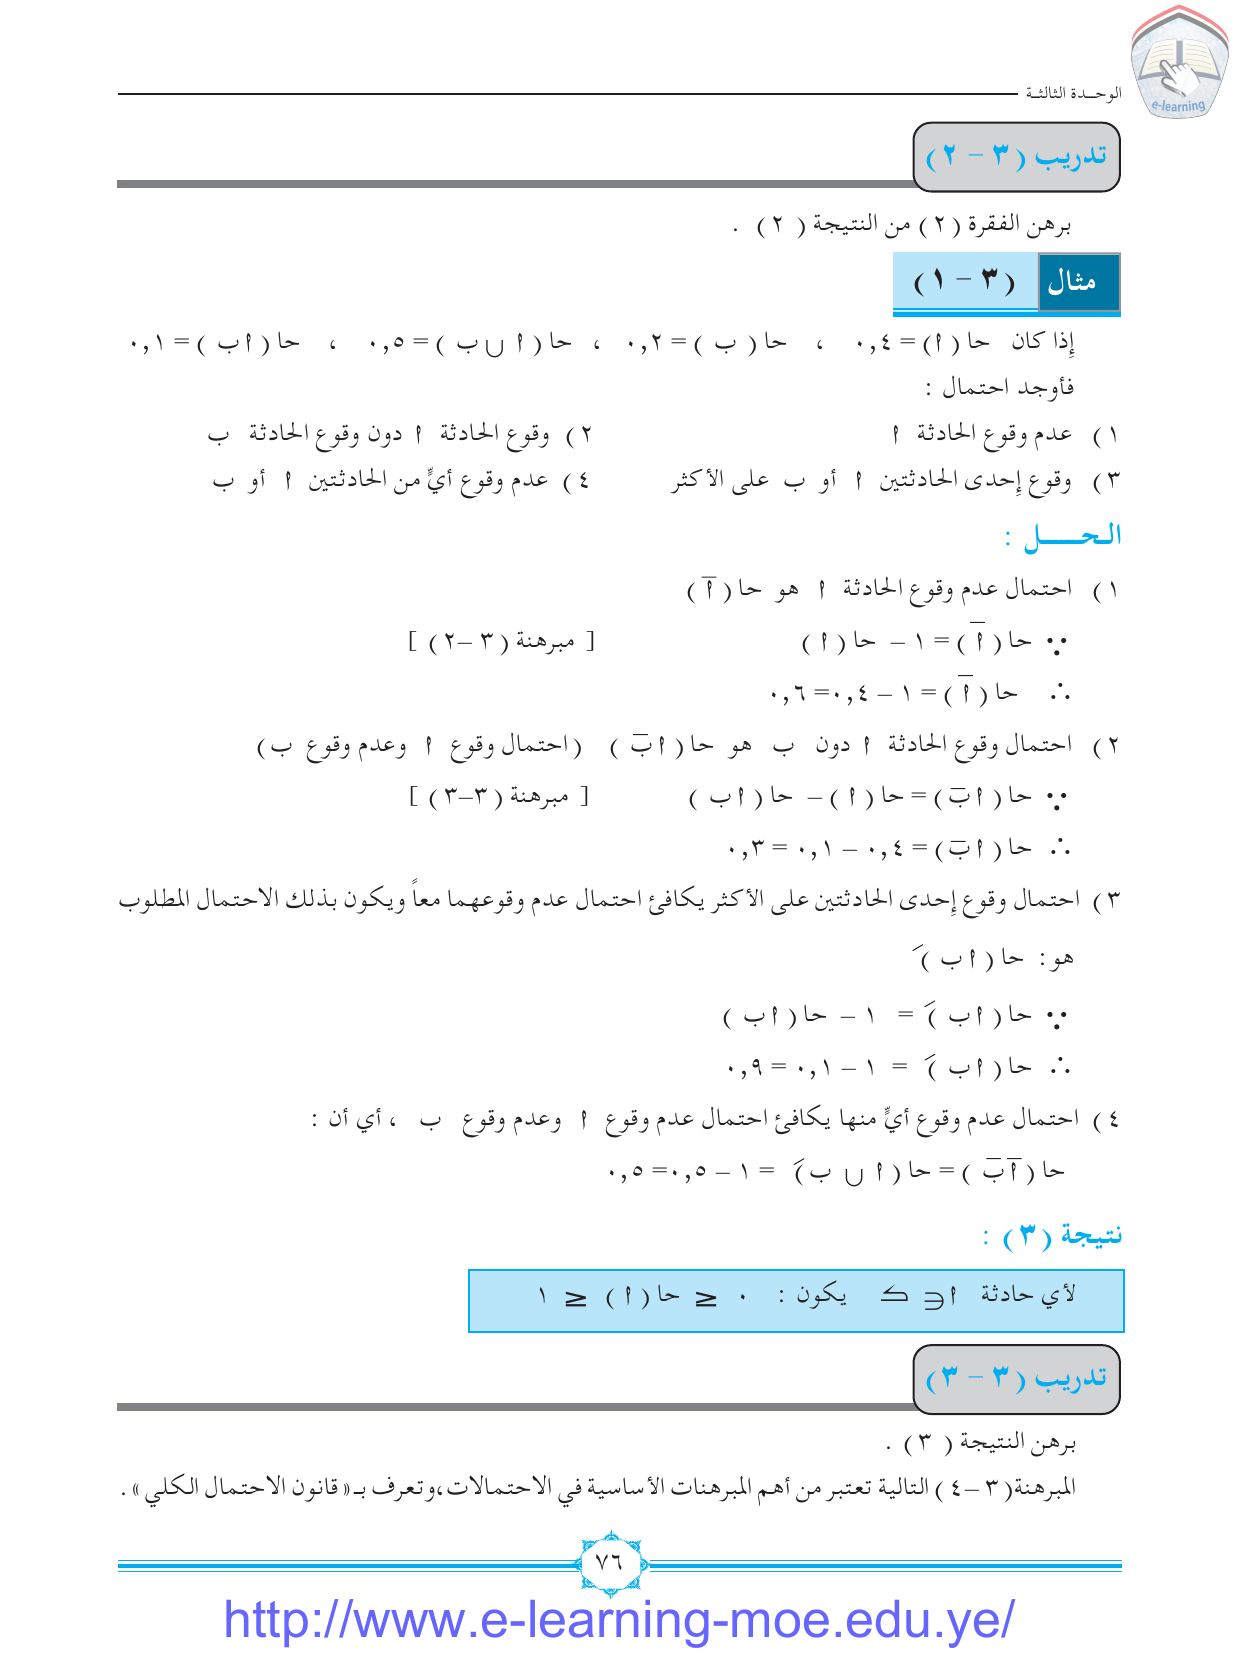 e-learning
الوحـــدة الثالثــة
تدريب (٣ – ٢)
برهن الفقرة (٢) من النتيجة ( ٢) .
مثال (٣ – ١)
إذا كان حا (ا) = ٠,٤ ، حا ( ب ) = ٠,٢ ، حا (ا ∪ ب ) = ٠,٥ ، حا (ا ب ) = ٠,١
فأوجد احتمال :
١) عدم وقوع الحادثة ا ٢) وقوع الحادثة ا دون وقوع الحادثة ب
٣) وقوع إحدى الحادثتين ا أو ب على الأكثر ٤) عدم وقوع أيٍّ من الحادثتين ا أو ب
الـحـــــــل :
١) احتمال عدم وقوع الحادثة ا هو حا (ا̅)
∵ حا (ا̅) = ١ – حا (ا) [ مبرهنة (٣ –٢) ]
∴ حا (ا̅) = ١ – ٠,٤ = ٠,٦
٢) احتمال وقوع الحادثة ا دون ب هو حا (ا ب̅) (احتمال وقوع ا وعدم وقوع ب)
∵ حا (ا ب̅) = حا (ا) – حا (ا ب ) [ مبرهنة (٣–٣) ]
∴ حا (ا ب̅) = ٠,٤ – ٠,١ = ٠,٣
٣) احتمال وقوع إحدى الحادثتين على الأكثر يكافئ احتمال عدم وقوعهما معاً ويكون بذلك الاحتمال المطلوب
هو : حا (ا ب )َ
∵ حا (ا ب )َ = ١ – حا (ا ب )
∴ حا (ا ب )َ = ١ – ٠,١ = ٠,٩
٤) احتمال عدم وقوع أيٍّ منها يكافئ احتمال عدم وقوع ا وعدم وقوع ب ، أي أن :
حا (ا̅ ب̅ ) = حا (ا ∪ ب)َ = ١ – ٠,٥ = ٠,٥
نتيجة (٣) :
لأي حادثة ا ∈ ك يكون : ٠ ≤ حا (ا) ≤ ١
تدريب (٣ – ٣)
برهن النتيجة ( ٣) .
المبرهنة (٣ –٤ ) التالية تعتبر من أهم المبرهنات الأساسية في الاحتمالات،وتعرف بـ « قانون الاحتمال الكلي » .
٧٦
http://www.e-learning-moe.edu.ye/